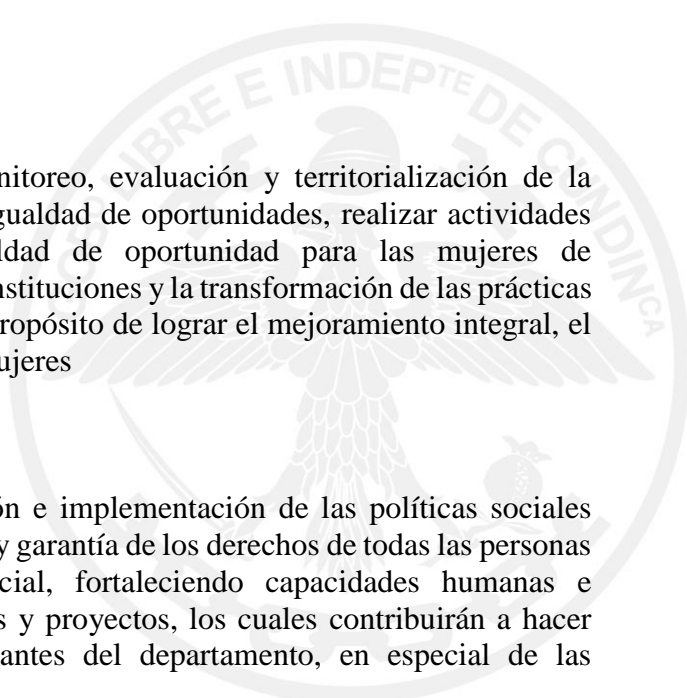 LIBRE E INDEPTE DE CUNDINCA
nitoreo, evaluación y territorialización de la
gualdad de oportunidades, realizar actividades
ldad de oportunidad para las mujeres de
nstituciones y la transformación de las prácticas
ropósito de lograr el mejoramiento integral, el
ujeres
ón e implementación de las políticas sociales
y garantía de los derechos de todas las personas
cial, fortaleciendo capacidades humanas e
s y proyectos, los cuales contribuirán a hacer
antes del departamento, en especial de las